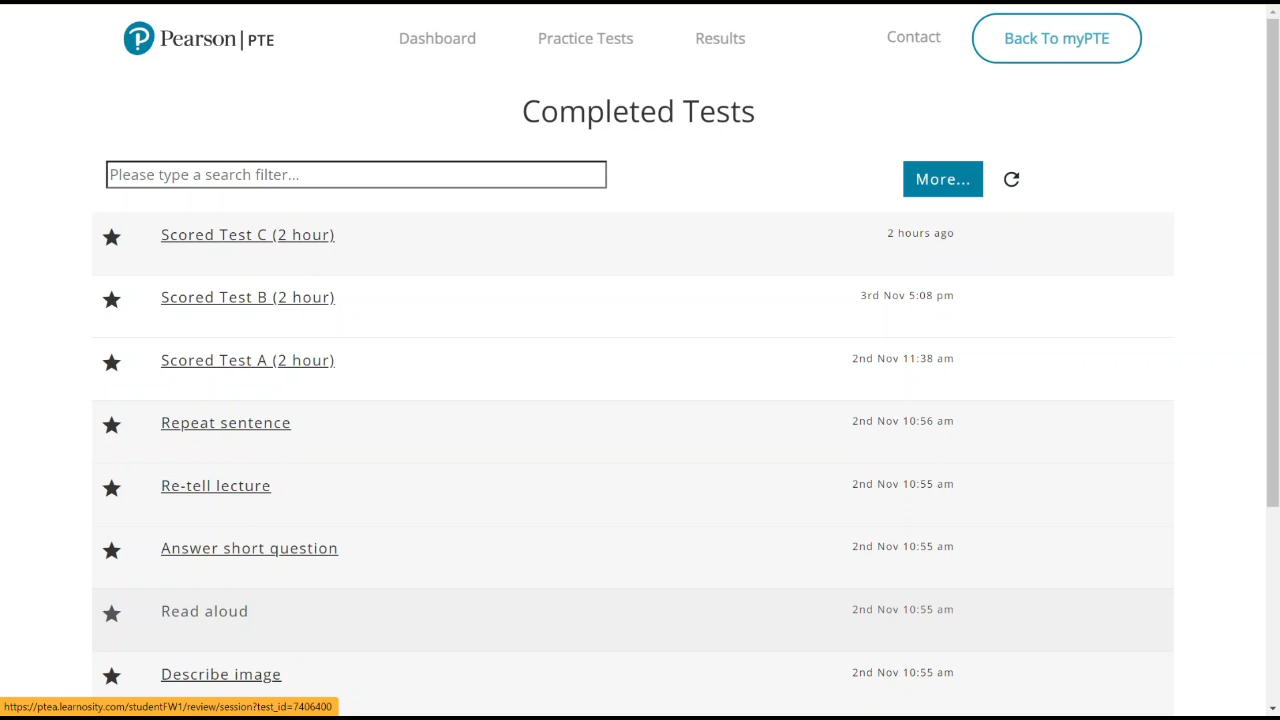 Pearson | PTE Dashboard Practice Tests Results Contact Back To myPTE
Completed Tests
Please type a search filter... More...
Scored Test C (2 hour) 2 hours ago
Scored Test B (2 hour) 3rd Nov 5:08 pm
Scored Test A (2 hour) 2nd Nov 11:38 am
Repeat sentence 2nd Nov 10:56 am
Re-tell lecture 2nd Nov 10:55 am
Answer short question 2nd Nov 10:55 am
Read aloud 2nd Nov 10:55 am
Describe image 2nd Nov 10:55 am
https://ptea.learnosity.com/studentFW1/review/session?test_id=7406400